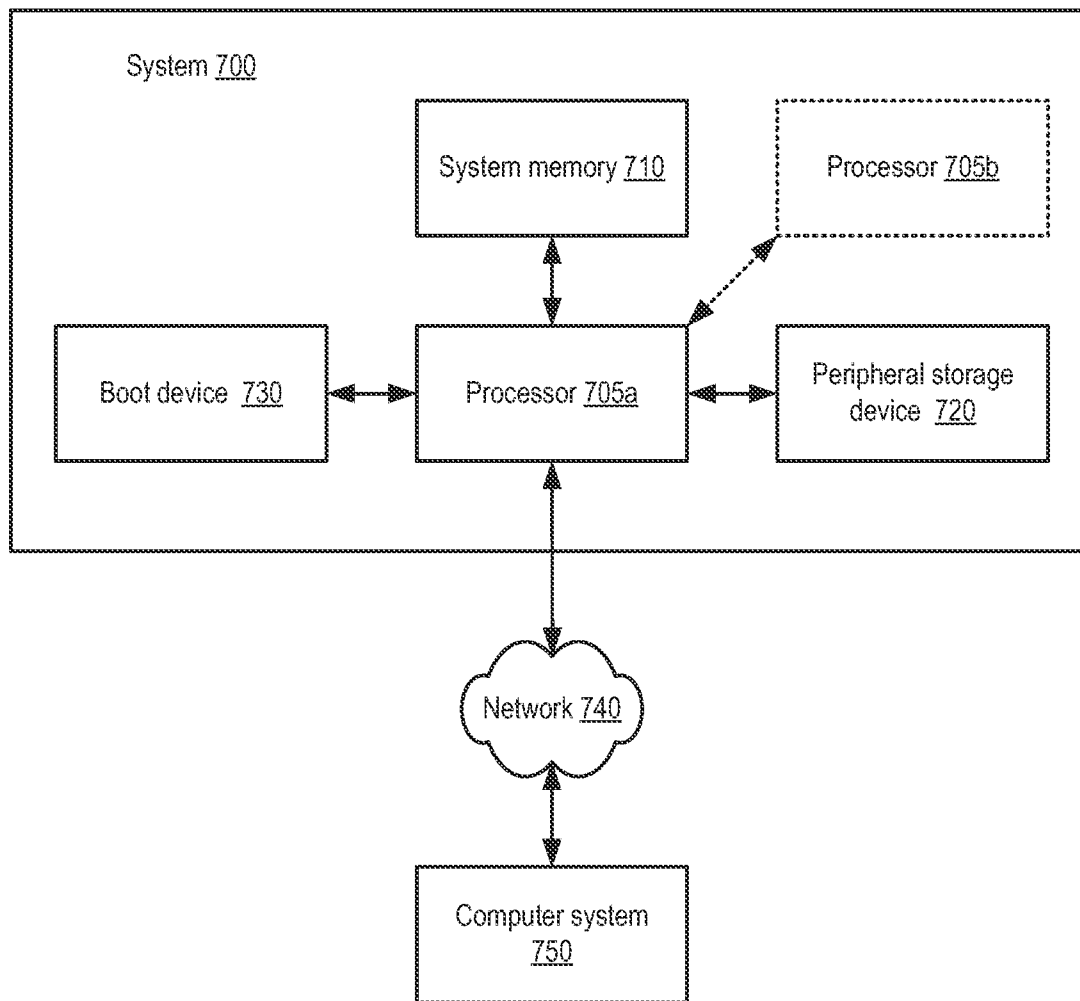 System 700
System memory 710
Processor 705b
Boot device 730
Processor 705a
Peripheral storage
device 720
Network 740
Computer system
750